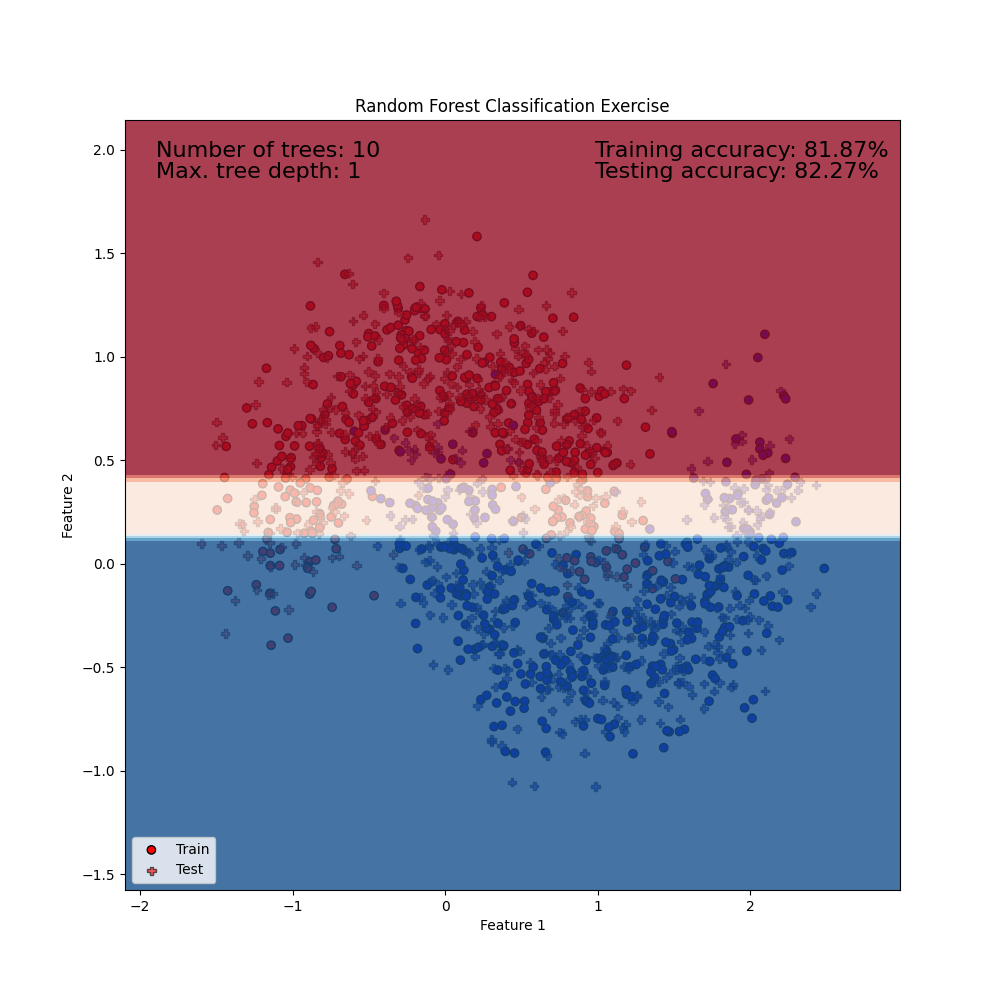 Random Forest Classification Exercise
Number of trees: 10
Max. tree depth: 1
Training accuracy: 81.87%
Testing accuracy: 82.27%
2.0
1.5
1.0
0.5
0.0
−0.5
−1.0
−1.5
Feature 2
Train
Test
−2
−1
0
1
2
Feature 1